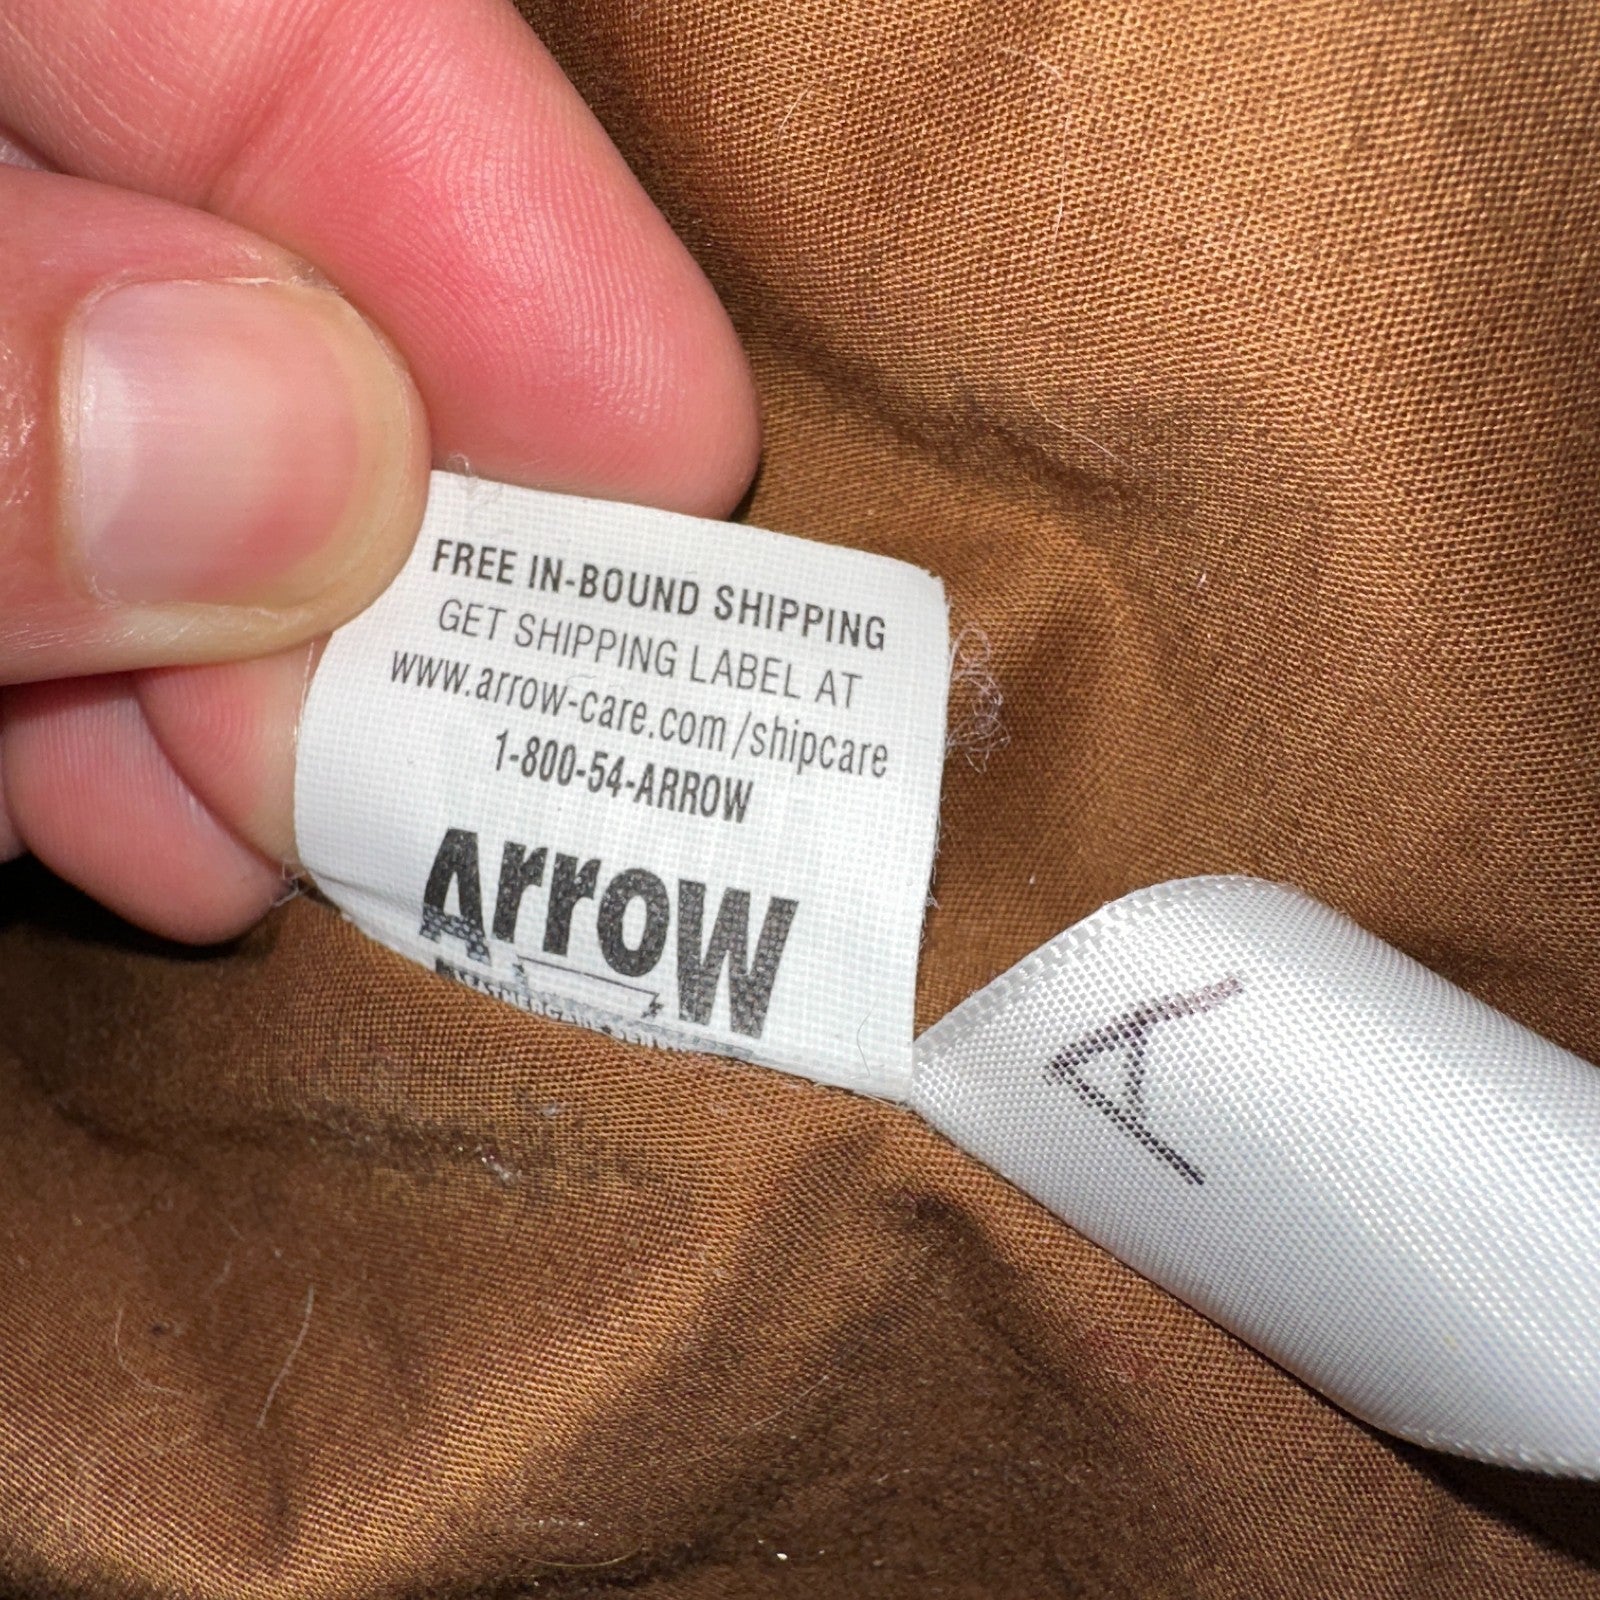 FREE IN-BOUND SHIPPING
GET SHIPPING LABEL AT
www.arrow-care.com/shipcare
1-800-54-ARROW
Arrow
A